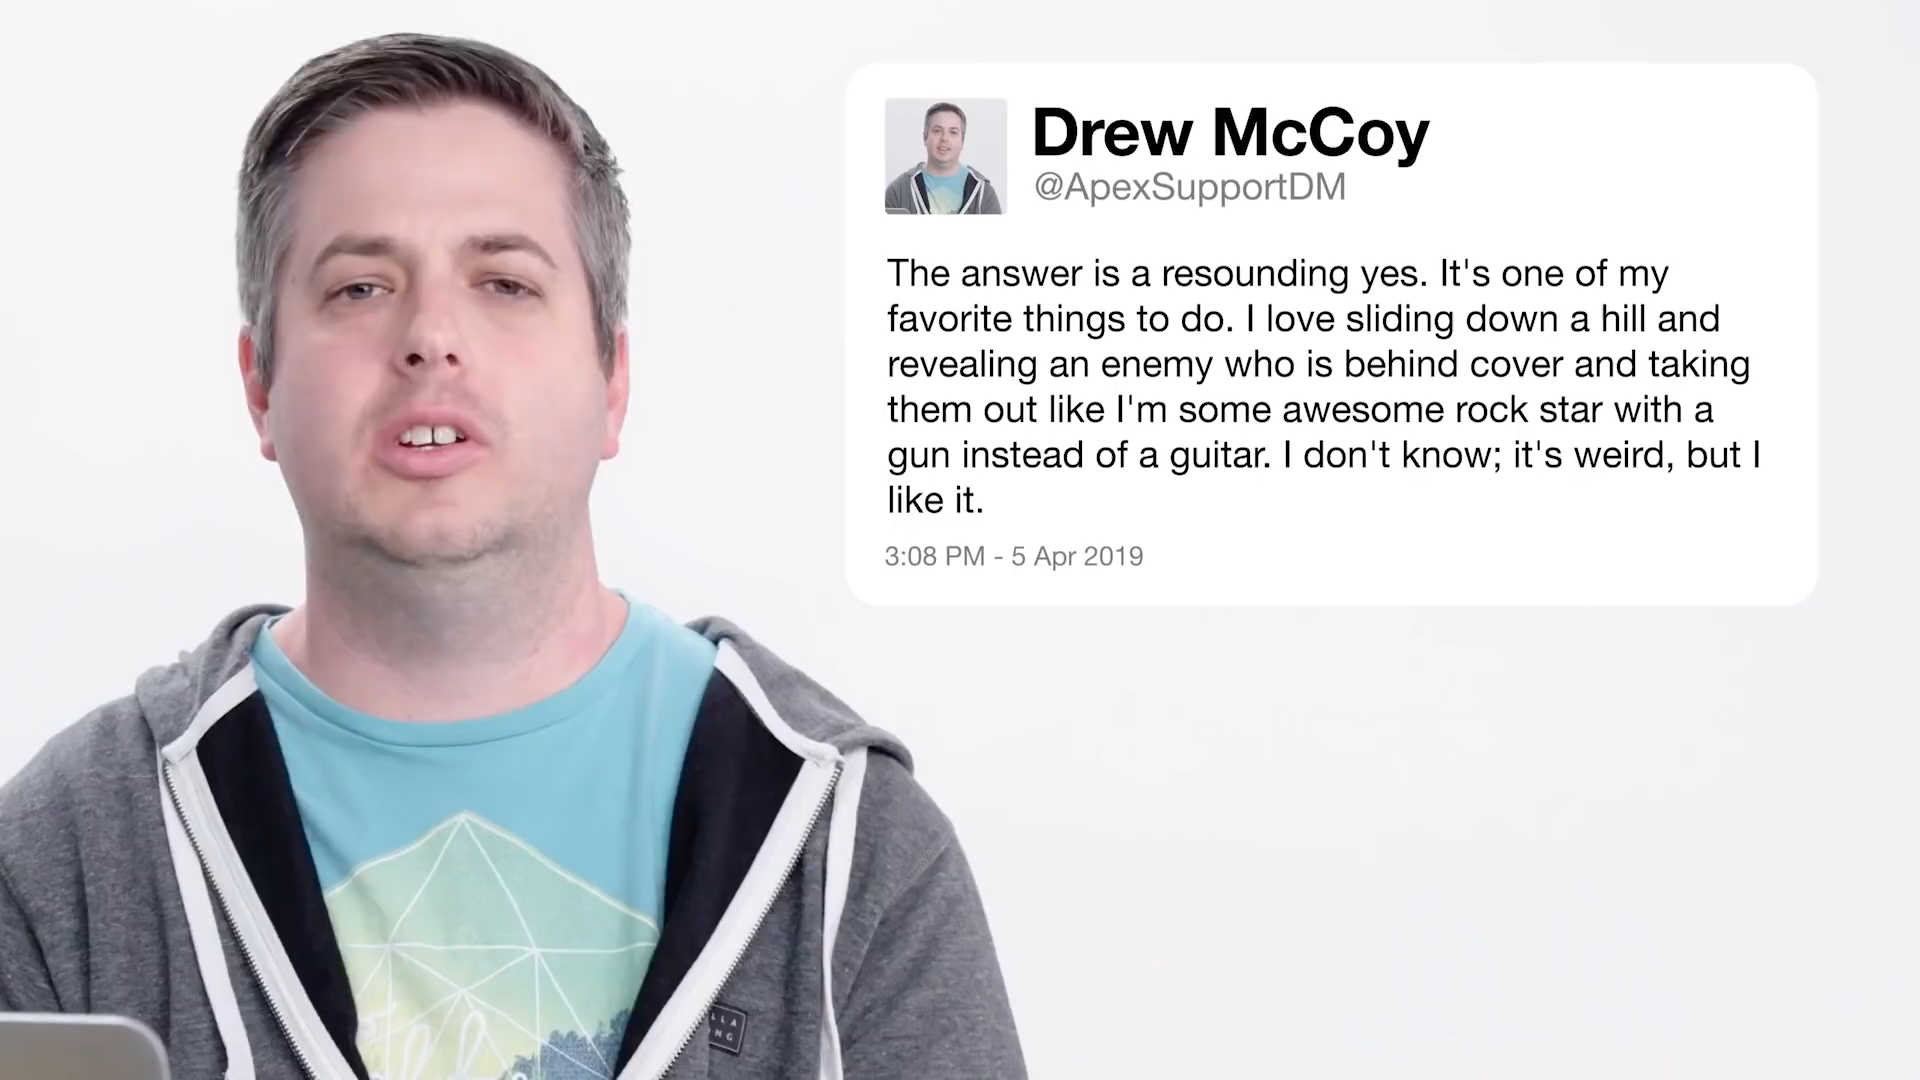 Drew McCoy
@ApexSupportDM
The answer is a resounding yes. It's one of my
favorite things to do. I love sliding down a hill and
revealing an enemy who is behind cover and taking
them out like I'm some awesome rock star with a
gun instead of a guitar. I don't know; it's weird, but I
like it.
3:08 PM - 5 Apr 2019